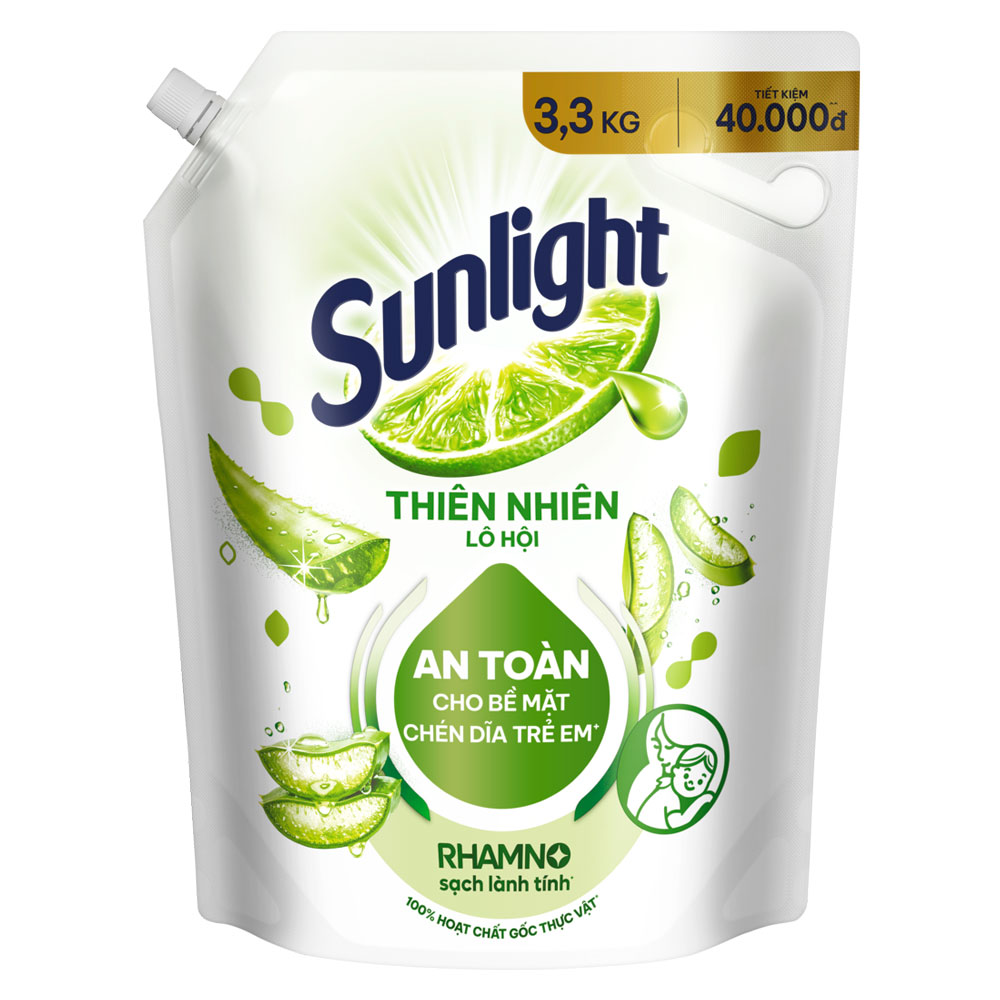 3,3 KG
TIẾT KIỆM
40.000đ
Sunlight
THIÊN NHIÊN
LÔ HỘI
AN TOÀN
CHO BỀ MẶT
CHÉN DĨA TRẺ EM⁺
RHAMNO
sạch lành tính*
100% HOẠT CHẤT GỐC THỰC VẬT*